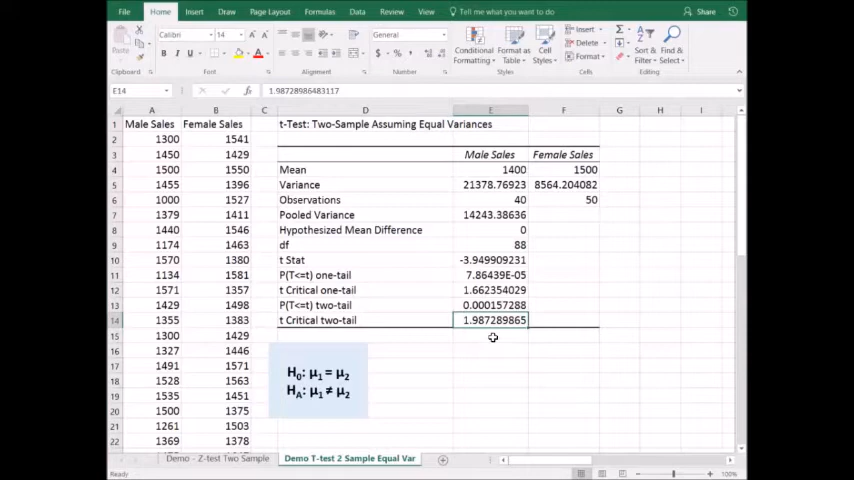 File Home Insert Draw Page Layout Formulas Data Review View Tell me what you want to do Share
Paste Calibri 14 General Conditional Formatting Format as Table Cell Styles Insert Delete Format Sort & Filter Find & Select
Clipboard Font Alignment Number Styles Cells Editing
E14 1.98728986483117
A B C D E F G H I
1 Male Sales Female Sales t-Test: Two-Sample Assuming Equal Variances
2 1300 1541
3 1450 1429 Male Sales Female Sales
4 1500 1550 Mean 1400 1500
5 1455 1396 Variance 21378.76923 8564.204082
6 1000 1527 Observations 40 50
7 1379 1411 Pooled Variance 14243.38636
8 1440 1546 Hypothesized Mean Difference 0
9 1174 1463 df 88
10 1570 1380 t Stat -3.949909231
11 1134 1581 P(T<=t) one-tail 7.86439E-05
12 1571 1357 t Critical one-tail 1.662354029
13 1429 1498 P(T<=t) two-tail 0.000157288
14 1355 1383 t Critical two-tail 1.987289865
15 1300 1429
16 1327 1446
17 1491 1571
18 1528 1563
19 1535 1451
20 1500 1375
21 1261 1503
22 1369 1378
H0: μ1 = μ2
HA: μ1 ≠ μ2
Demo - Z-test Two Sample Demo T-test 2 Sample Equal Var
Ready 100%